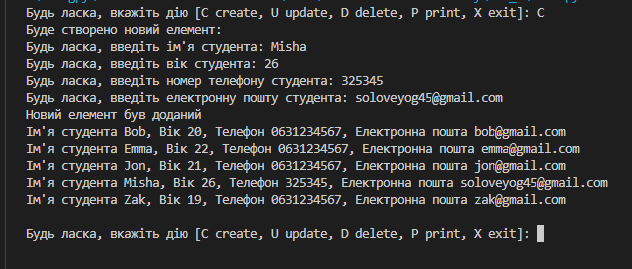 Будь ласка, вкажіть дію [C create, U update, D delete, P print, X exit]: C
Буде створено новий елемент:
Будь ласка, введіть ім'я студента: Misha
Будь ласка, введіть вік студента: 26
Будь ласка, введіть номер телефону студента: 325345
Будь ласка, введіть електронну пошту студента: soloveyog45@gmail.com
Новий елемент був доданий
Ім'я студента Bob, Вік 20, Телефон 0631234567, Електронна пошта bob@gmail.com
Ім'я студента Emma, Вік 22, Телефон 0631234567, Електронна пошта emma@gmail.com
Ім'я студента Jon, Вік 21, Телефон 0631234567, Електронна пошта jon@gmail.com
Ім'я студента Misha, Вік 26, Телефон 325345, Електронна пошта soloveyog45@gmail.com
Ім'я студента Zak, Вік 19, Телефон 0631234567, Електронна пошта zak@gmail.com
Будь ласка, вкажіть дію [C create, U update, D delete, P print, X exit]: